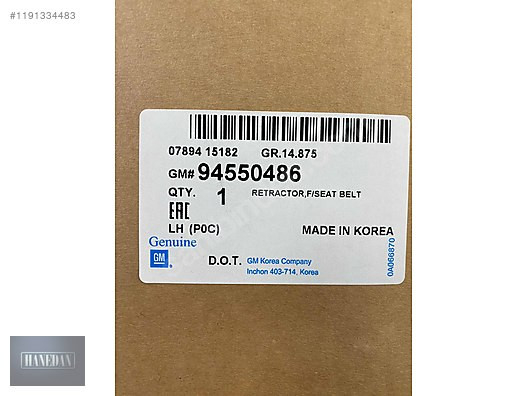 #1191334483
07894 15182 GR.14.875
GM# 94550486
QTY. 1 RETRACTOR,F/SEAT BELT
EAC
LH (P0C) MADE IN KOREA
Genuine
GM
D.O.T. GM Korea Company
Inchon 403-714, Korea
0A066870
HANEDAN